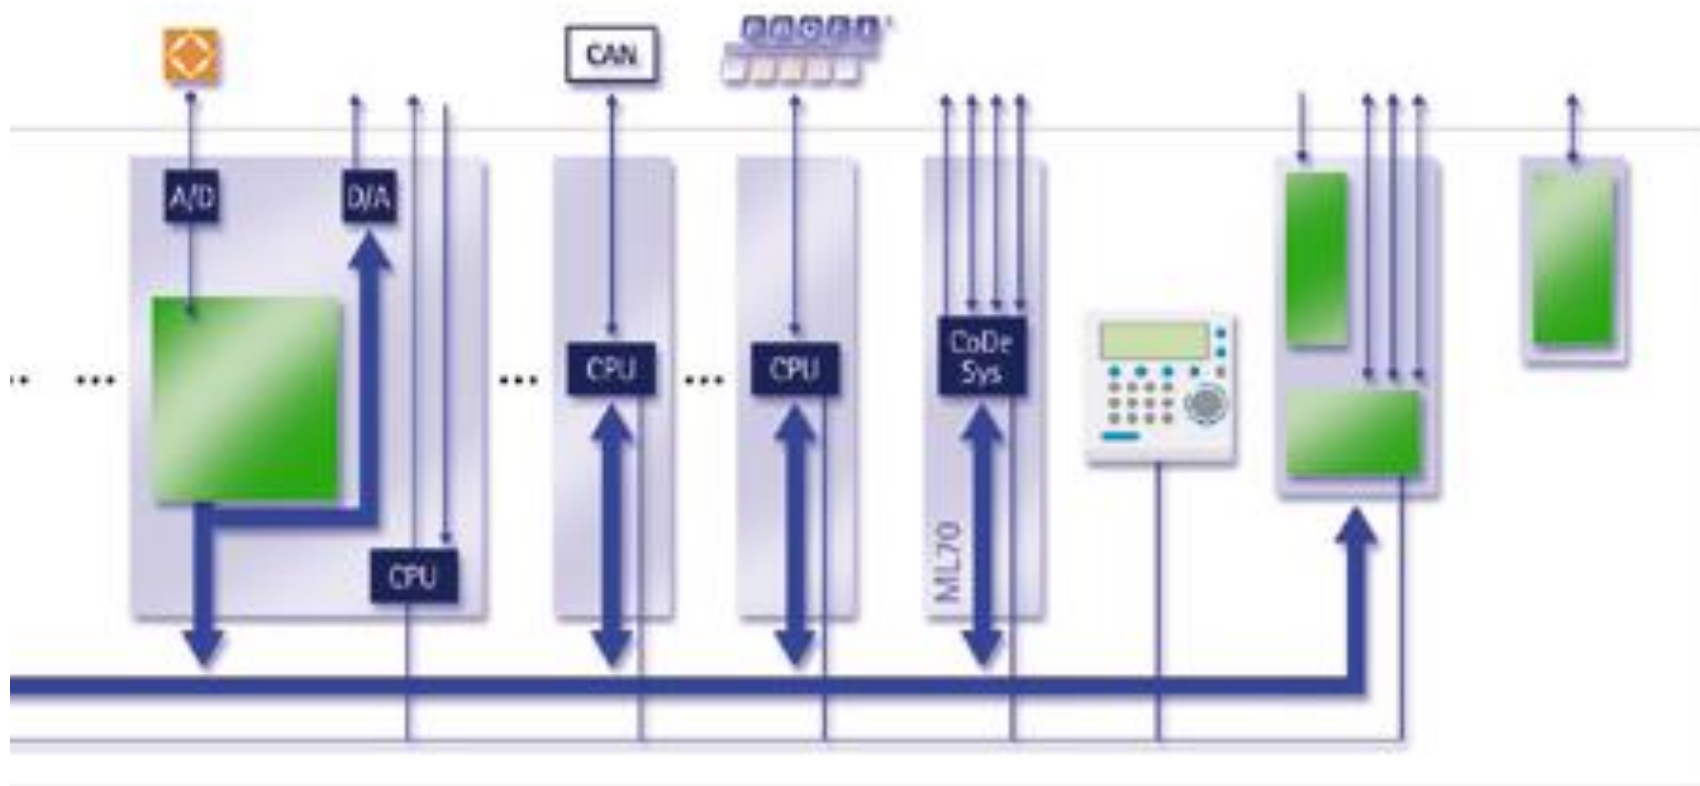 CAN
A/D
D/A
CPU
CPU
CPU
CoDe
Sys
ML70